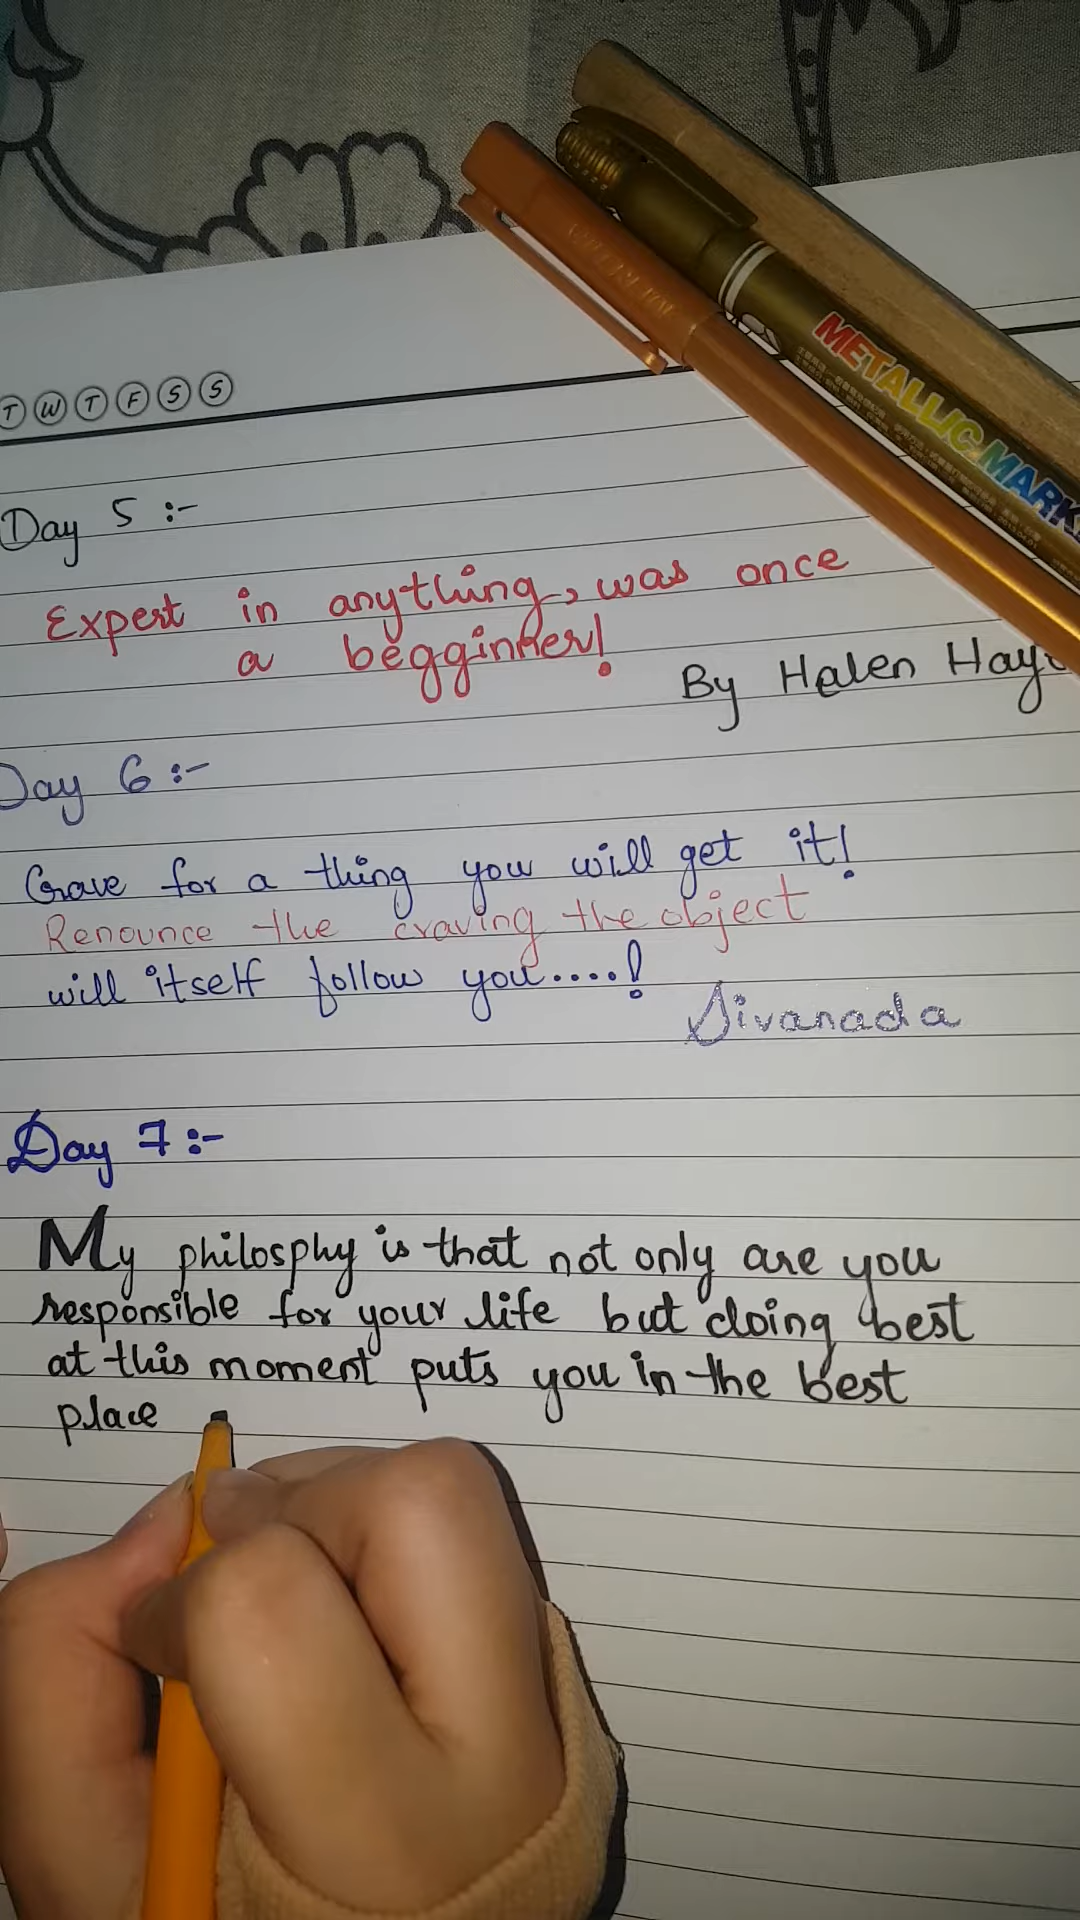 T W T F S S
METALLIC MARK
Day 5 :-
Expert in anything, was once
a begginner!
By Halen Hay
Day 6 :-
Crave for a thing you will get it!
Renounce the craving the object
will itself follow you....!
Sivanada
Day 7 :-
My philosphy is that not only are you
responsible for your life but doing best
at this moment puts you in the best
place